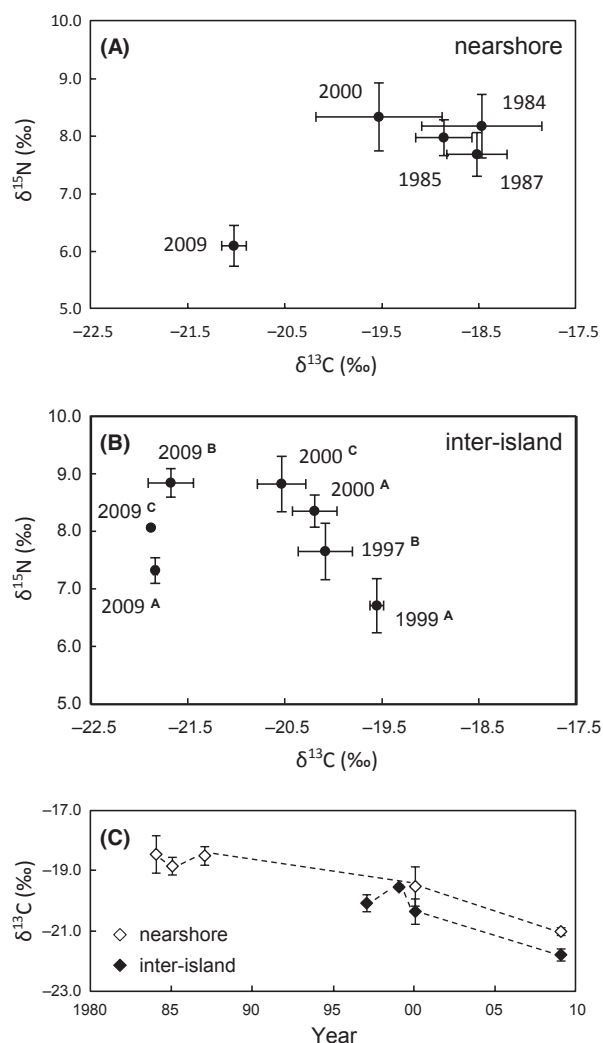 (A) nearshore
10.0
9.0
8.0
7.0
6.0
5.0
δ15N (‰)
2000
1984
1985
1987
2009
−22.5 −21.5 −20.5 −19.5 −18.5 −17.5
δ13C (‰)
(B) inter-island
10.0
9.0
8.0
7.0
6.0
5.0
δ15N (‰)
2009 B
2000 C
2000 A
2009 C
1997 B
2009 A
1999 A
−22.5 −21.5 −20.5 −19.5 −18.5 −17.5
δ13C (‰)
(C)
−17.0
−19.0
−21.0
−23.0
δ13C (‰)
nearshore
inter-island
1980 85 90 95 00 05 10
Year